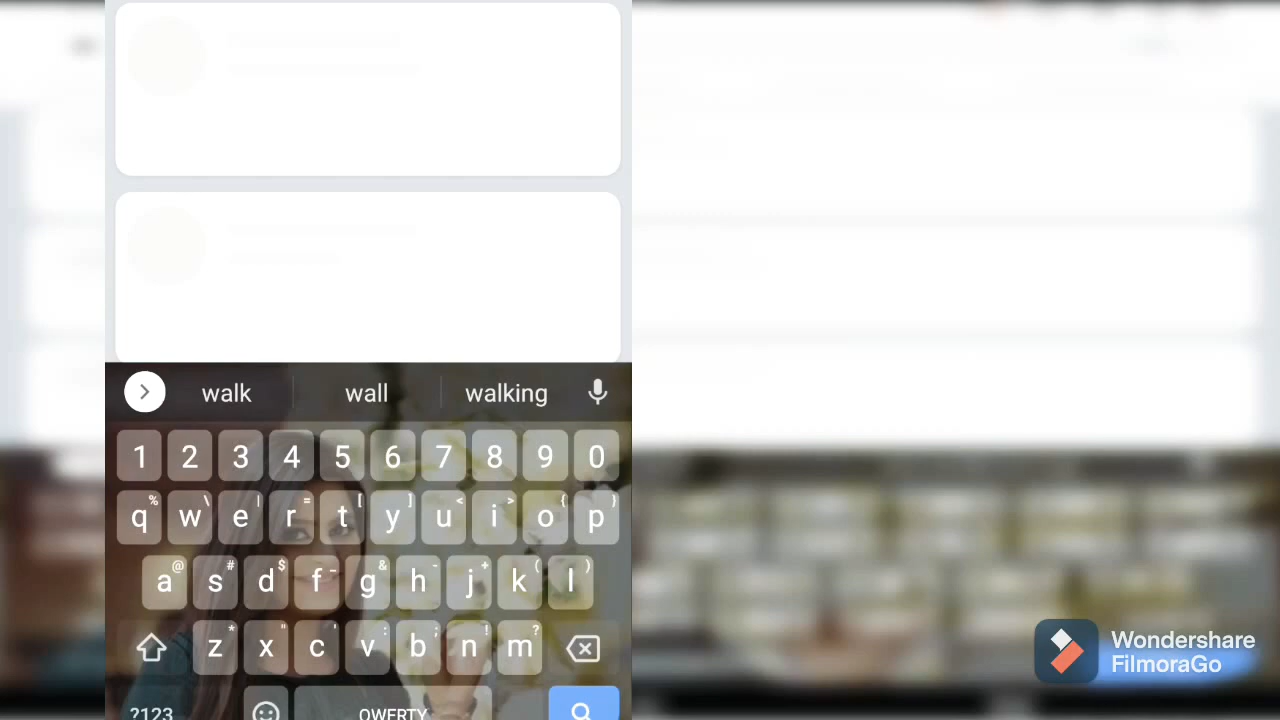 walk wall walking
1 2 3 4 5 6 7 8 9 0
% \ | = [ ] < > { }
q w e r t y u i o p
@ # $ - & - + ( )
a s d f g h j k l
* " ' : ; ! ?
z x c v b n m
?123 QWERTY
Wondershare
FilmoraGo